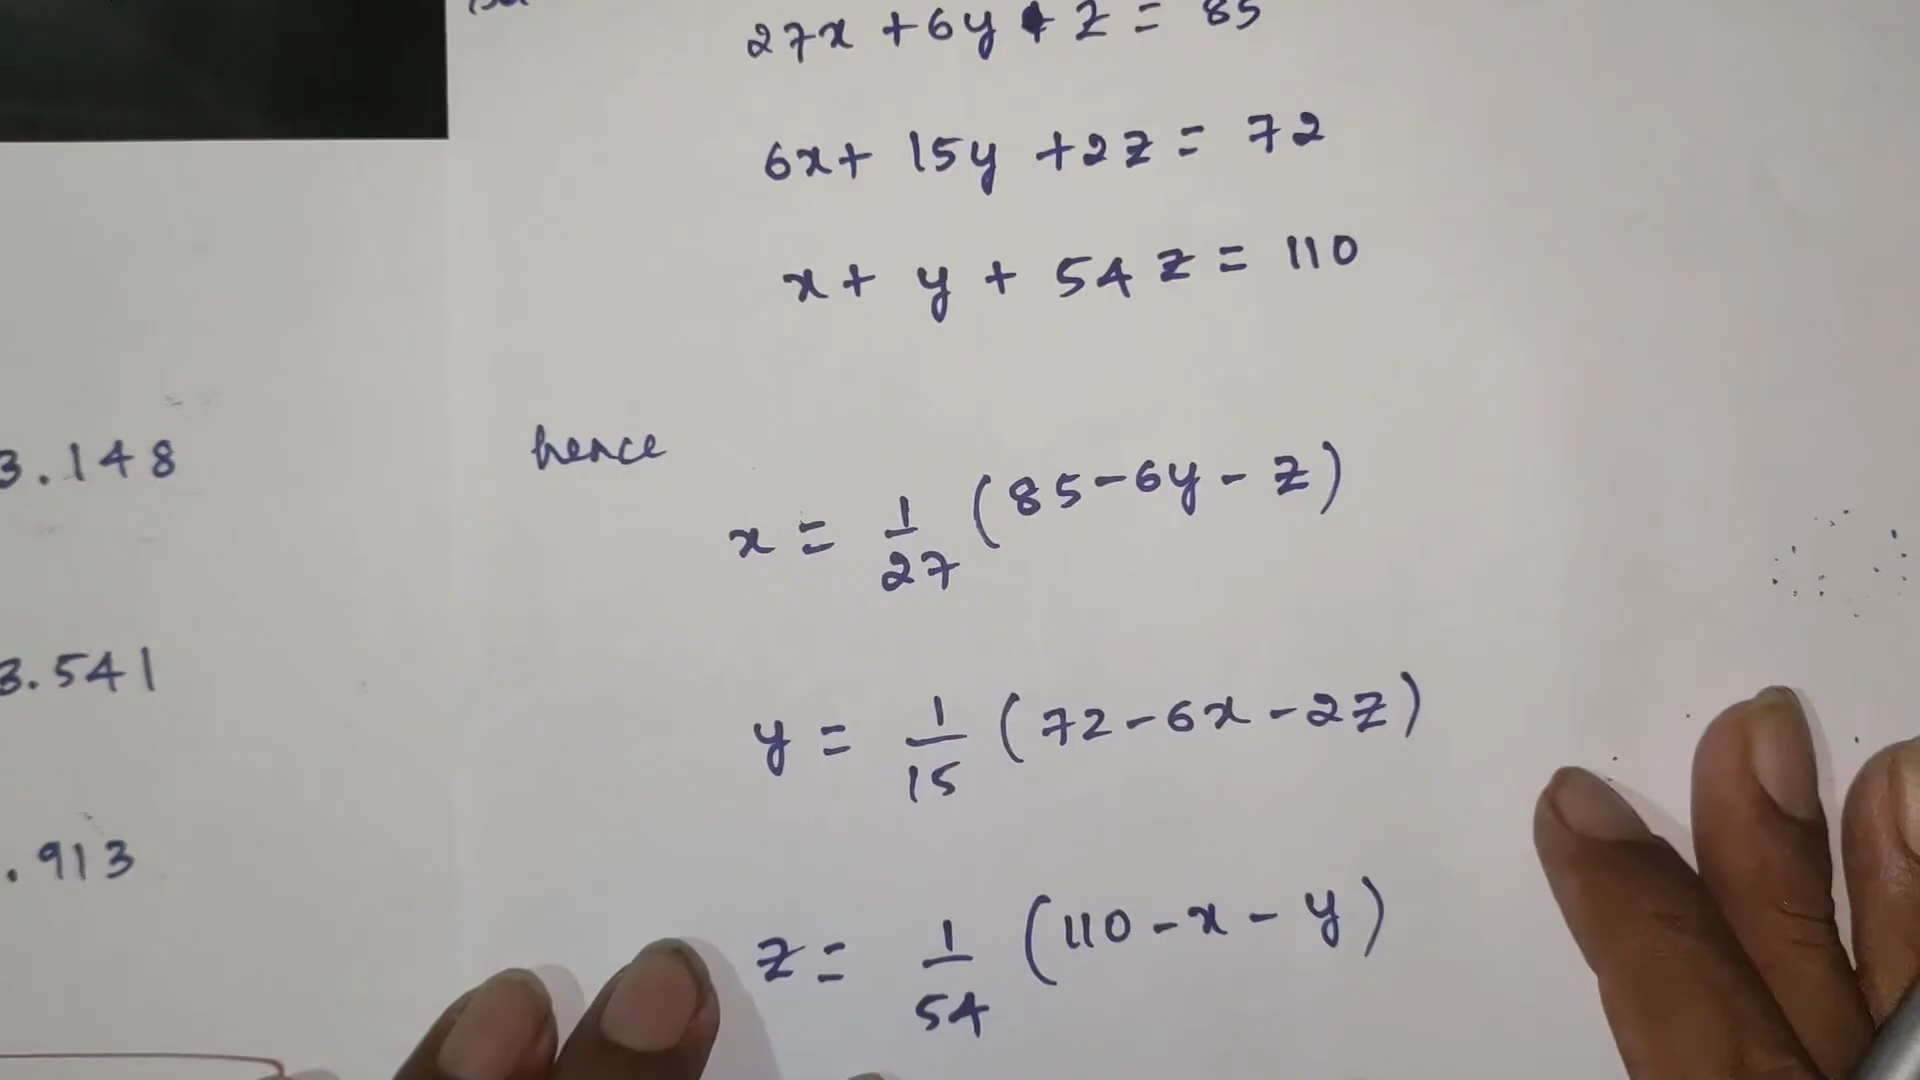 27x + 6y + z = 85
6x + 15y + 2z = 72
x + y + 54z = 110
3.148
hence
x = 1/27 (85 - 6y - z)
3.541
y = 1/15 (72 - 6x - 2z)
.913
z = 1/54 (110 - x - y)